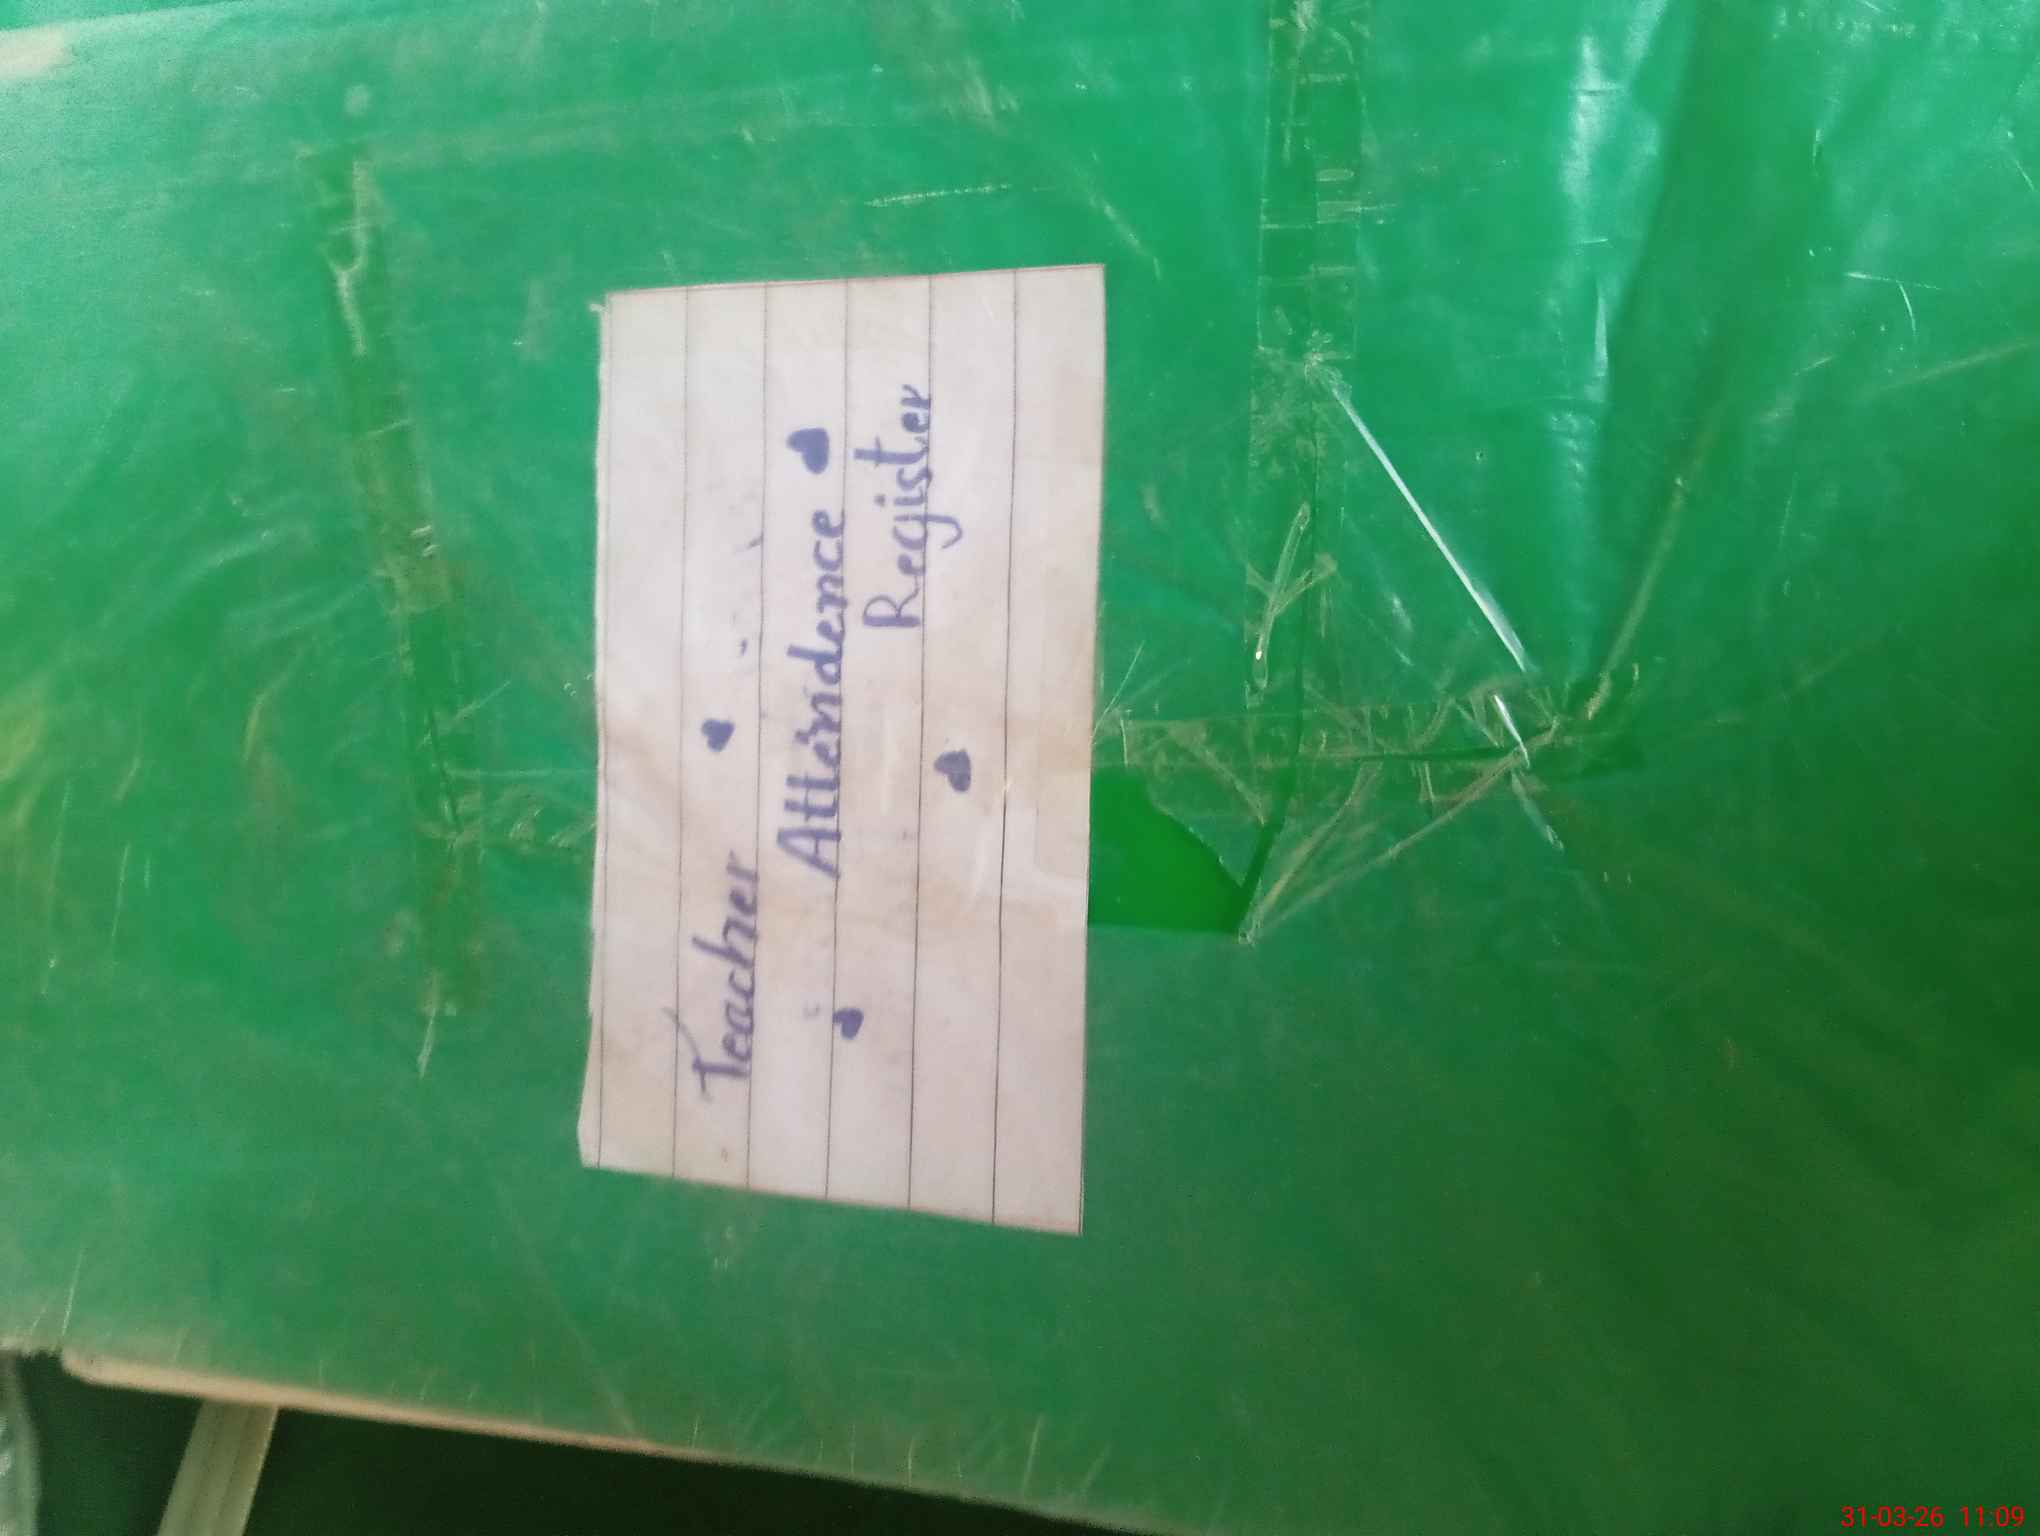 Teacher
Attendence
Register
31-03-26 11:09